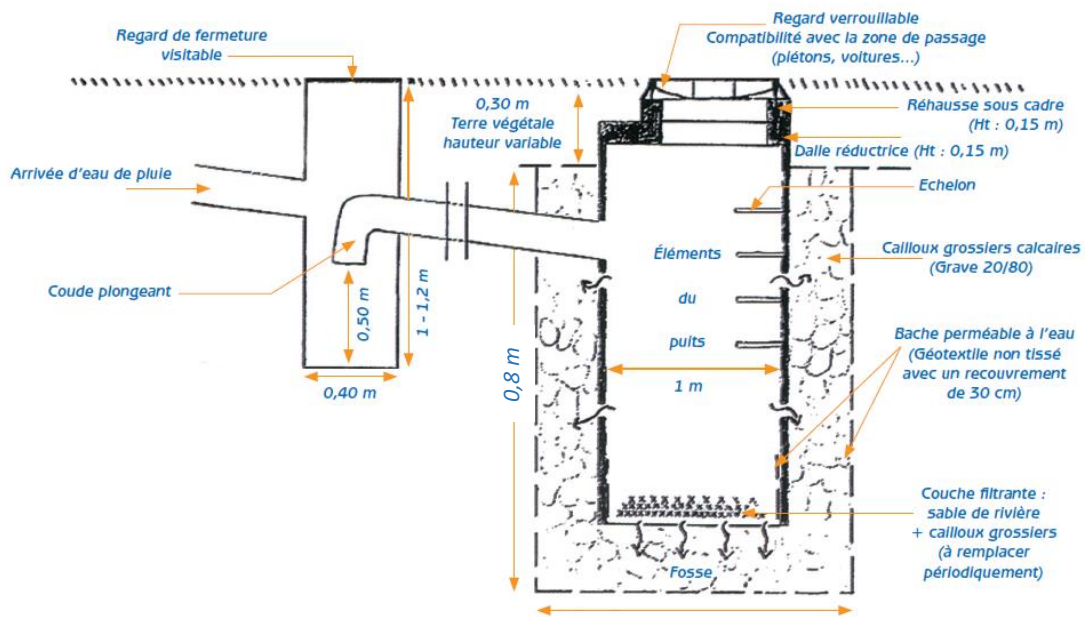 Regard de fermeture
visitable
Regard verrouillable
Compatibilité avec la zone de passage
(piétons, voitures...)
0,30 m
Terre végétale
hauteur variable
Réhausse sous cadre
(Ht : 0,15 m)
Dalle réductrice (Ht : 0,15 m)
Arrivée d'eau de pluie
Echelon
Éléments
du
puits
Cailloux grossiers calcaires
(Grave 20/80)
Coude plongeant
0,50 m
1 - 1,2 m
0,40 m
0,8 m
1 m
Bache perméable à l'eau
(Géotextile non tissé
avec un recouvrement
de 30 cm)
Couche filtrante :
sable de rivière
+ cailloux grossiers
(à remplacer
périodiquement)
Fosse